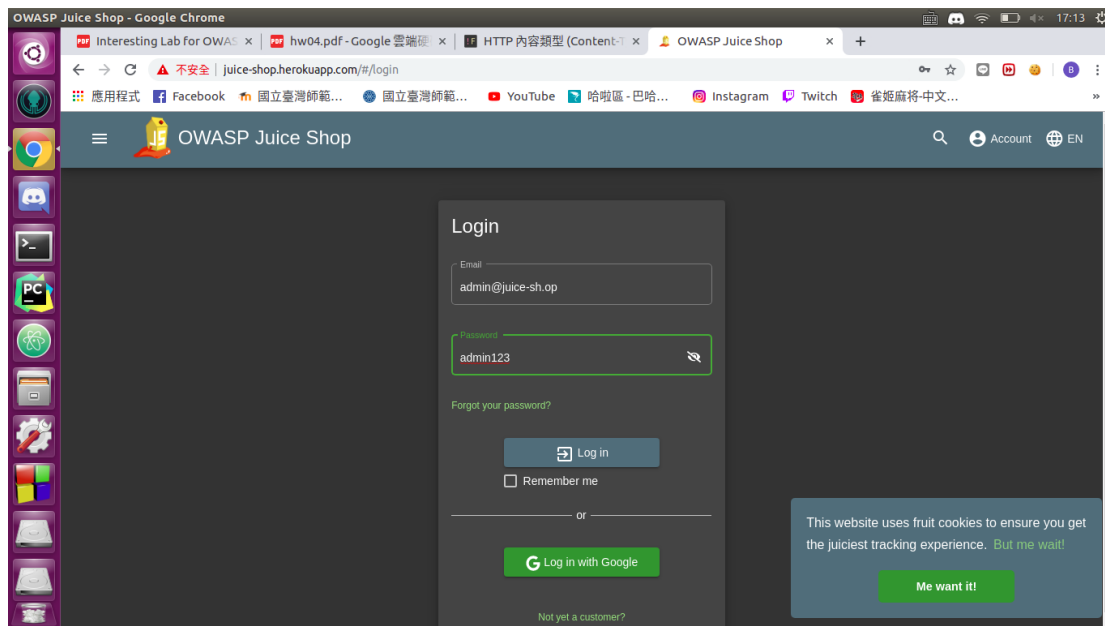 OWASP Juice Shop - Google Chrome
17:13
Interesting Lab for OWAS
hw04.pdf - Google 雲端硬
HTTP 內容類型 (Content-T
OWASP Juice Shop
不安全 | juice-shop.herokuapp.com/#/login
應用程式
Facebook
國立臺灣師範...
國立臺灣師範...
YouTube
哈啦區 - 巴哈...
Instagram
Twitch
雀姬麻将-中文...
»
OWASP Juice Shop
Account
EN
Login
Email
admin@juice-sh.op
Password
admin123
Forgot your password?
Log in
Remember me
or
Log in with Google
Not yet a customer?
This website uses fruit cookies to ensure you get
the juiciest tracking experience. But me wait!
Me want it!